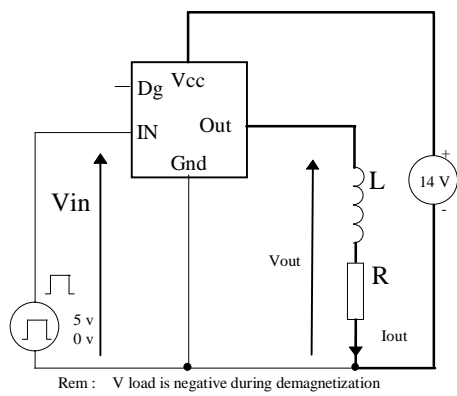 Vcc
Dg
IN
Out
Gnd
+
14 V
-
L
Vin
Vout
R
5 v
0 v
Iout
Rem : V load is negative during demagnetization